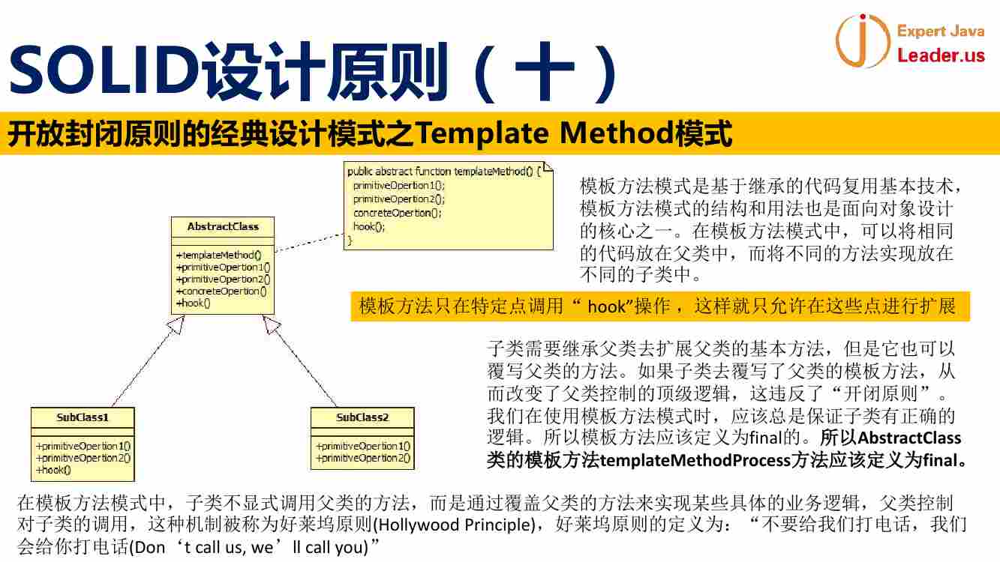 Expert Java
Leader.us
SOLID设计原则（十）
开放封闭原则的经典设计模式之Template Method模式
public abstract function templateMethod() {
primitiveOpertion1();
primitiveOpertion2();
concreteOpertion();
hook();
}
AbstractClass
+templateMethod()
+primitiveOpertion1()
+primitiveOpertion2()
+concreteOpertion()
+hook()
模板方法模式是基于继承的代码复用基本技术，
模板方法模式的结构和用法也是面向对象设计
的核心之一。在模板方法模式中，可以将相同
的代码放在父类中，而将不同的方法实现放在
不同的子类中。
模板方法只在特定点调用“ hook”操作 ，这样就只允许在这些点进行扩展
子类需要继承父类去扩展父类的基本方法，但是它也可以
覆写父类的方法。如果子类去覆写了父类的模板方法，从
而改变了父类控制的顶级逻辑，这违反了“开闭原则”。
我们在使用模板方法模式时，应该总是保证子类有正确的
逻辑。所以模板方法应该定义为final的。所以AbstractClass
类的模板方法templateMethodProcess方法应该定义为final。
SubClass1
+primitiveOpertion1()
+primitiveOpertion2()
+hook()
SubClass2
+primitiveOpertion1()
+primitiveOpertion2()
在模板方法模式中，子类不显式调用父类的方法，而是通过覆盖父类的方法来实现某些具体的业务逻辑，父类控制
对子类的调用，这种机制被称为好莱坞原则(Hollywood Principle)，好莱坞原则的定义为：“不要给我们打电话，我们
会给你打电话(Don‘t call us, we’ll call you)”